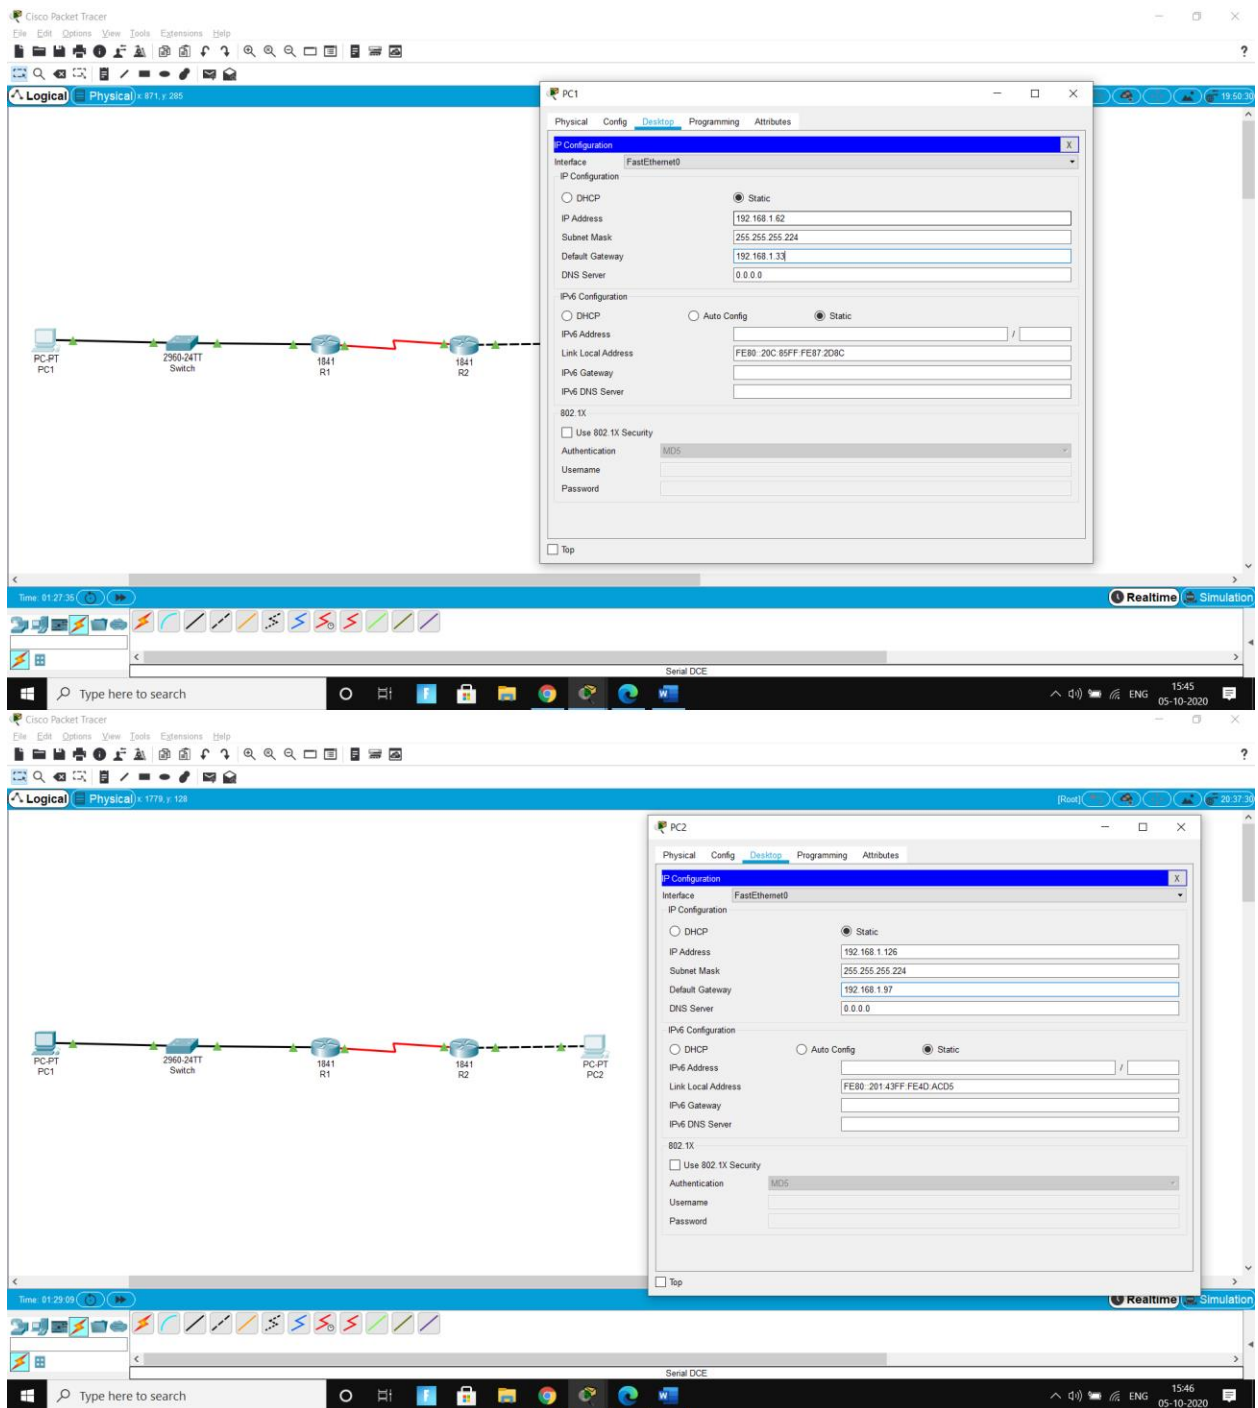 Cisco Packet Tracer
File Edit Options View Tools Extensions Help
?
Logical Physical x: 871, y: 285
19:50:30
PC1
Physical Config Desktop Programming Attributes
IP Configuration X
Interface FastEthernet0
IP Configuration
DHCP Static
IP Address 192.168.1.62
Subnet Mask 255.255.255.224
Default Gateway 192.168.1.33
DNS Server 0.0.0.0
IPv6 Configuration
DHCP Auto Config Static
IPv6 Address /
Link Local Address FE80::20C:85FF:FE87:2D8C
IPv6 Gateway
IPv6 DNS Server
802.1X
Use 802.1X Security
Authentication MD5
Username
Password
Top
PC-PT
PC1
2960-24TT
Switch
1841
R1
1841
R2
Time: 01:27:35
Realtime Simulation
Serial DCE
Type here to search
ENG
15:45
05-10-2020
Cisco Packet Tracer
File Edit Options View Tools Extensions Help
?
Logical Physical x: 1779, y: 128
[Root]
20:37:30
PC2
Physical Config Desktop Programming Attributes
IP Configuration X
Interface FastEthernet0
IP Configuration
DHCP Static
IP Address 192.168.1.126
Subnet Mask 255.255.255.224
Default Gateway 192.168.1.97
DNS Server 0.0.0.0
IPv6 Configuration
DHCP Auto Config Static
IPv6 Address /
Link Local Address FE80::201:43FF:FE4D:ACD5
IPv6 Gateway
IPv6 DNS Server
802.1X
Use 802.1X Security
Authentication MD5
Username
Password
Top
PC-PT
PC1
2960-24TT
Switch
1841
R1
1841
R2
PC-PT
PC2
Time: 01:29:09
Realtime Simulation
Serial DCE
Type here to search
ENG
15:46
05-10-2020